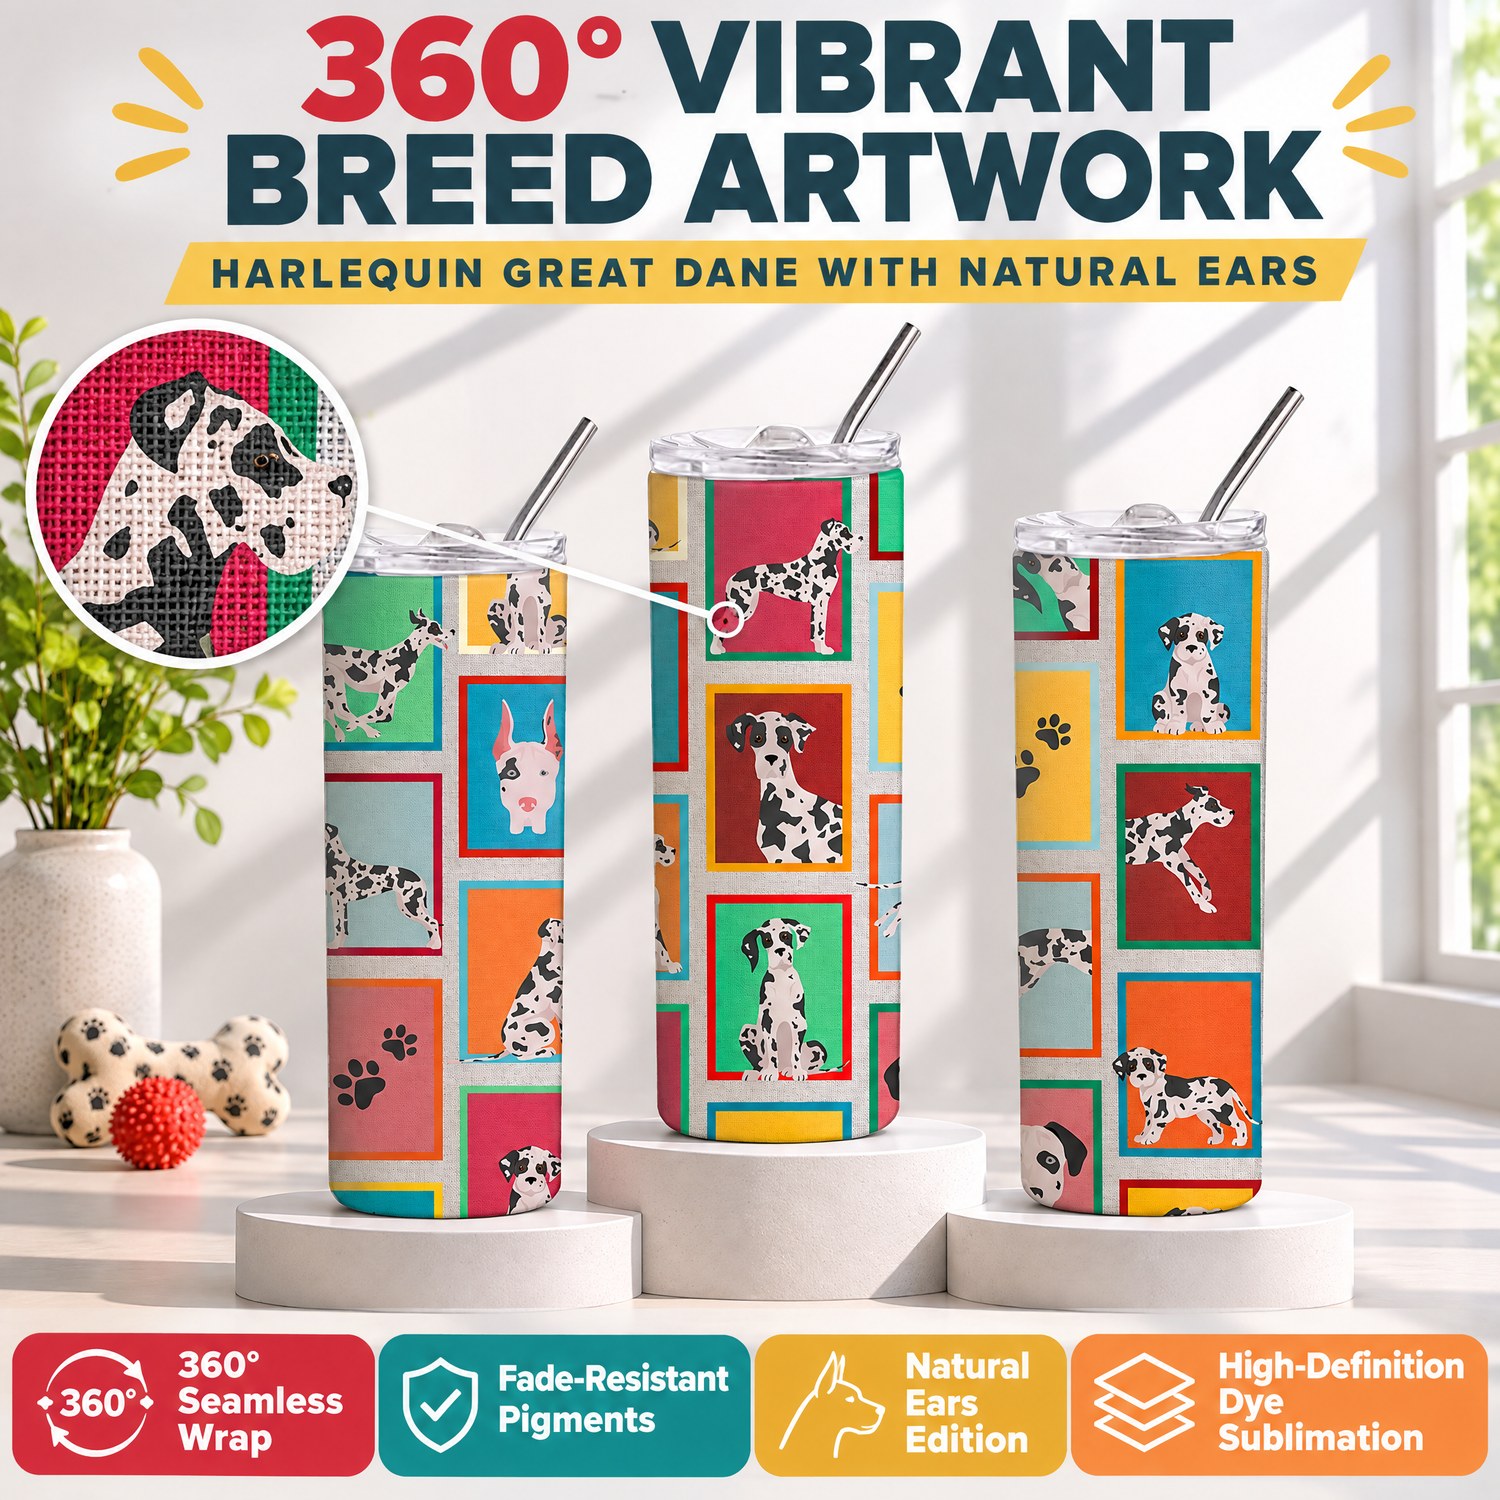 360° VIBRANT
BREED ARTWORK
HARLEQUIN GREAT DANE WITH NATURAL EARS
360°
360°
Seamless
Wrap
Fade-Resistant
Pigments
Natural
Ears
Edition
High-Definition
Dye
Sublimation